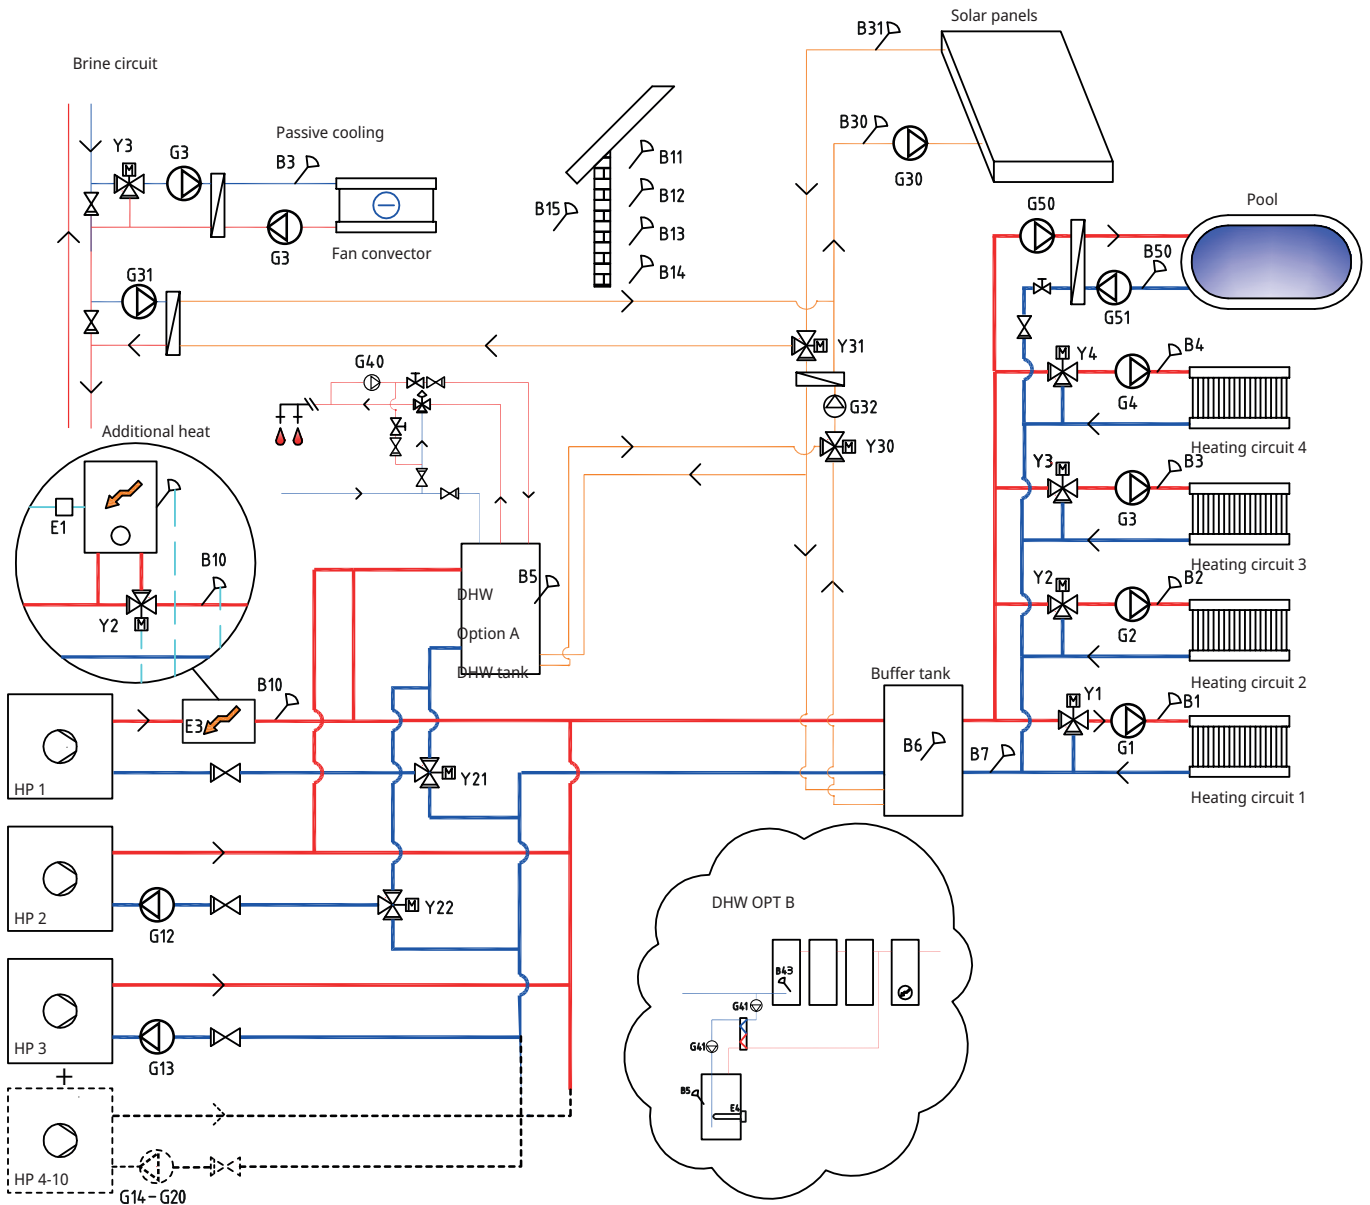 Solar panels
B31
Brine circuit
B30
G30
Passive cooling
Y3
G3
B3
G3
Fan convector
B11
B12
B13
B14
B15
Pool
G50
B50
G51
G31
Y31
G40
G32
Y30
Y4
B4
G4
Heating circuit 4
Y3
B3
G3
Heating circuit 3
Y2
B2
G2
Heating circuit 2
Y1
B1
G1
Heating circuit 1
Additional heat
M
E1
B10
Y2
M
DHW
B5
Option A
DHW tank
Buffer tank
B6
B7
B10
E3
HP 1
Y21
HP 2
G12
Y22
HP 3
G13
+
HP 4-10
G14-G20
DHW OPT B
B43
G41
G41
B5
E4